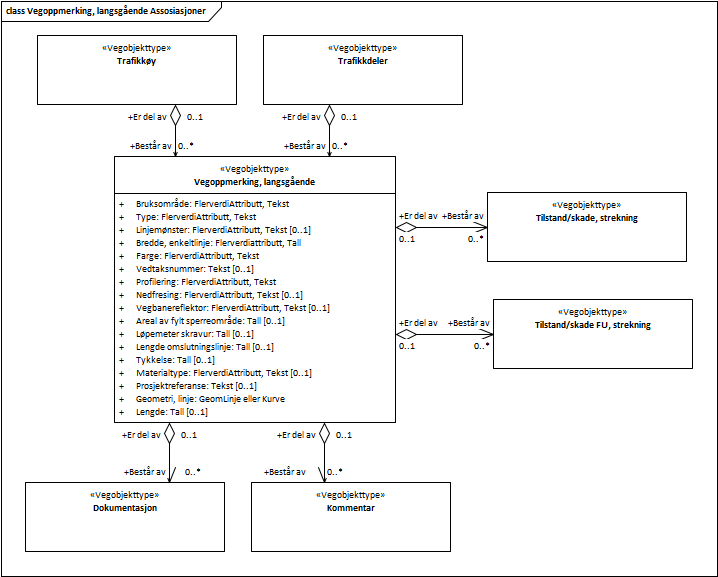 class Vegoppmerking, langsgående Assosiasjoner
«Vegobjekttype»
Trafikkøy
«Vegobjekttype»
Trafikkdeler
+Er del av
0..1
+Er del av
0..1
+Består av
0..*
+Består av
0..*
«Vegobjekttype»
Vegoppmerking, langsgående
+ Bruksområde: FlerverdiAttributt, Tekst
+ Type: FlerverdiAttributt, Tekst
+ Linjemønster: FlerverdiAttributt, Tekst [0..1]
+ Bredde, enkeltlinje: Flerverdiattributt, Tall
+ Farge: FlerverdiAttributt, Tekst
+ Vedtaksnummer: Tekst [0..1]
+ Profilering: FlerverdiAttributt, Tekst
+ Nedfresing: FlerverdiAttributt, Tekst [0..1]
+ Vegbanereflektor: FlerverdiAttributt, Tekst [0..1]
+ Areal av fylt sperreområde: Tall [0..1]
+ Løpemeter skravur: Tall [0..1]
+ Lengde omslutningslinje: Tall [0..1]
+ Tykkelse: Tall [0..1]
+ Materialtype: FlerverdiAttributt, Tekst [0..1]
+ Prosjektreferanse: Tekst [0..1]
+ Geometri, linje: GeomLinje eller Kurve
+ Lengde: Tall [0..1]
+Er del av
+Består av
0..1
0..*
«Vegobjekttype»
Tilstand/skade, strekning
+Er del av
+Består av
0..1
0..*
«Vegobjekttype»
Tilstand/skade FU, strekning
+Er del av
0..1
+Er del av
0..1
+Består av
0..*
+Består av
0..*
«Vegobjekttype»
Dokumentasjon
«Vegobjekttype»
Kommentar